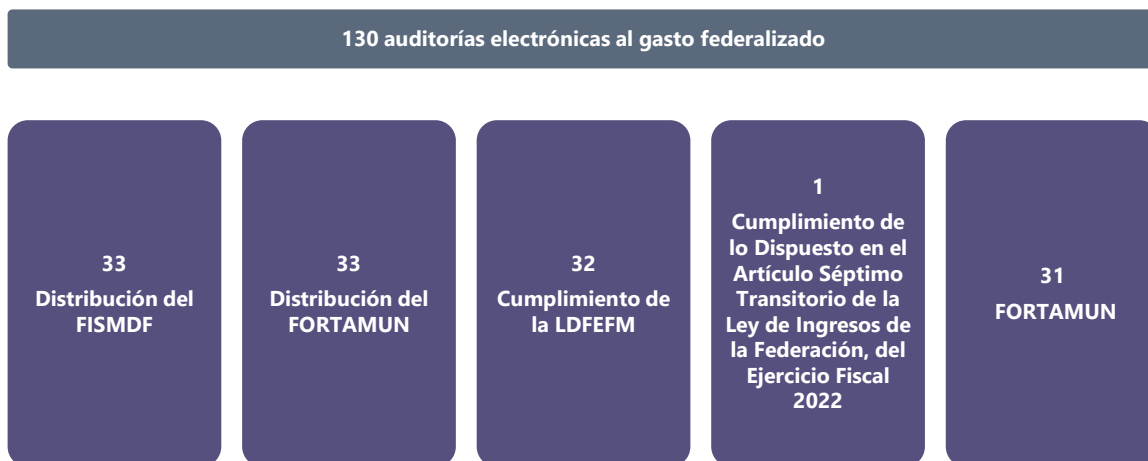 130 auditorías electrónicas al gasto federalizado
33
Distribución del
FISMDF
33
Distribución del
FORTAMUN
32
Cumplimiento de
la LDFEFM
1
Cumplimiento de
lo Dispuesto en el
Artículo Séptimo
Transitorio de la
Ley de Ingresos de
la Federación, del
Ejercicio Fiscal
2022
31
FORTAMUN